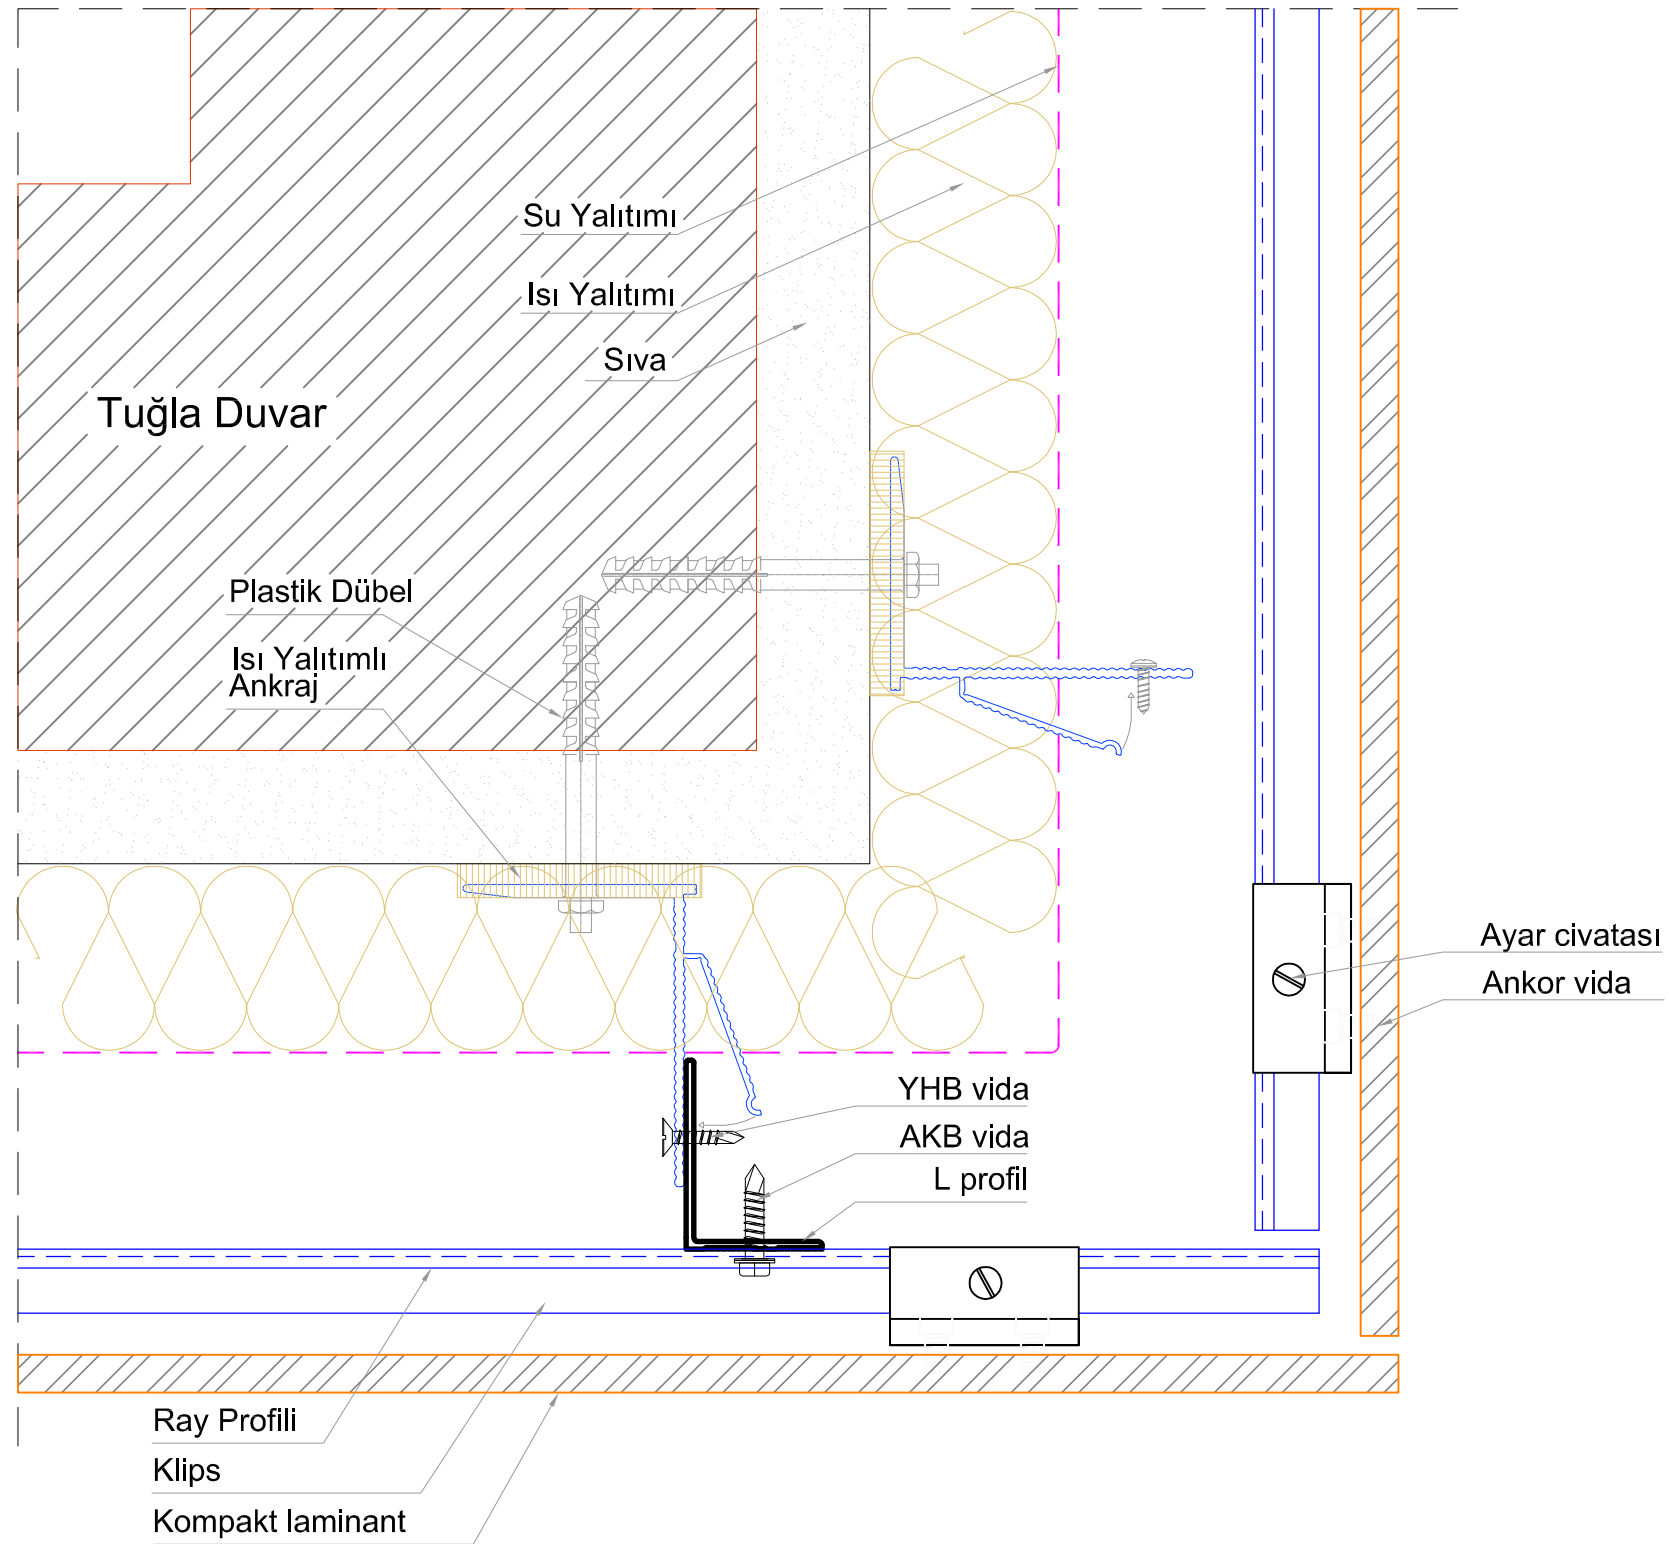 Su Yalıtımı
Isı Yalıtımı
Sıva
Tuğla Duvar
Plastik Dübel
Isı Yalıtımlı
Ankraj
Ayar civatası
Ankor vida
YHB vida
AKB vida
L profil
Ray Profili
Klips
Kompakt laminant